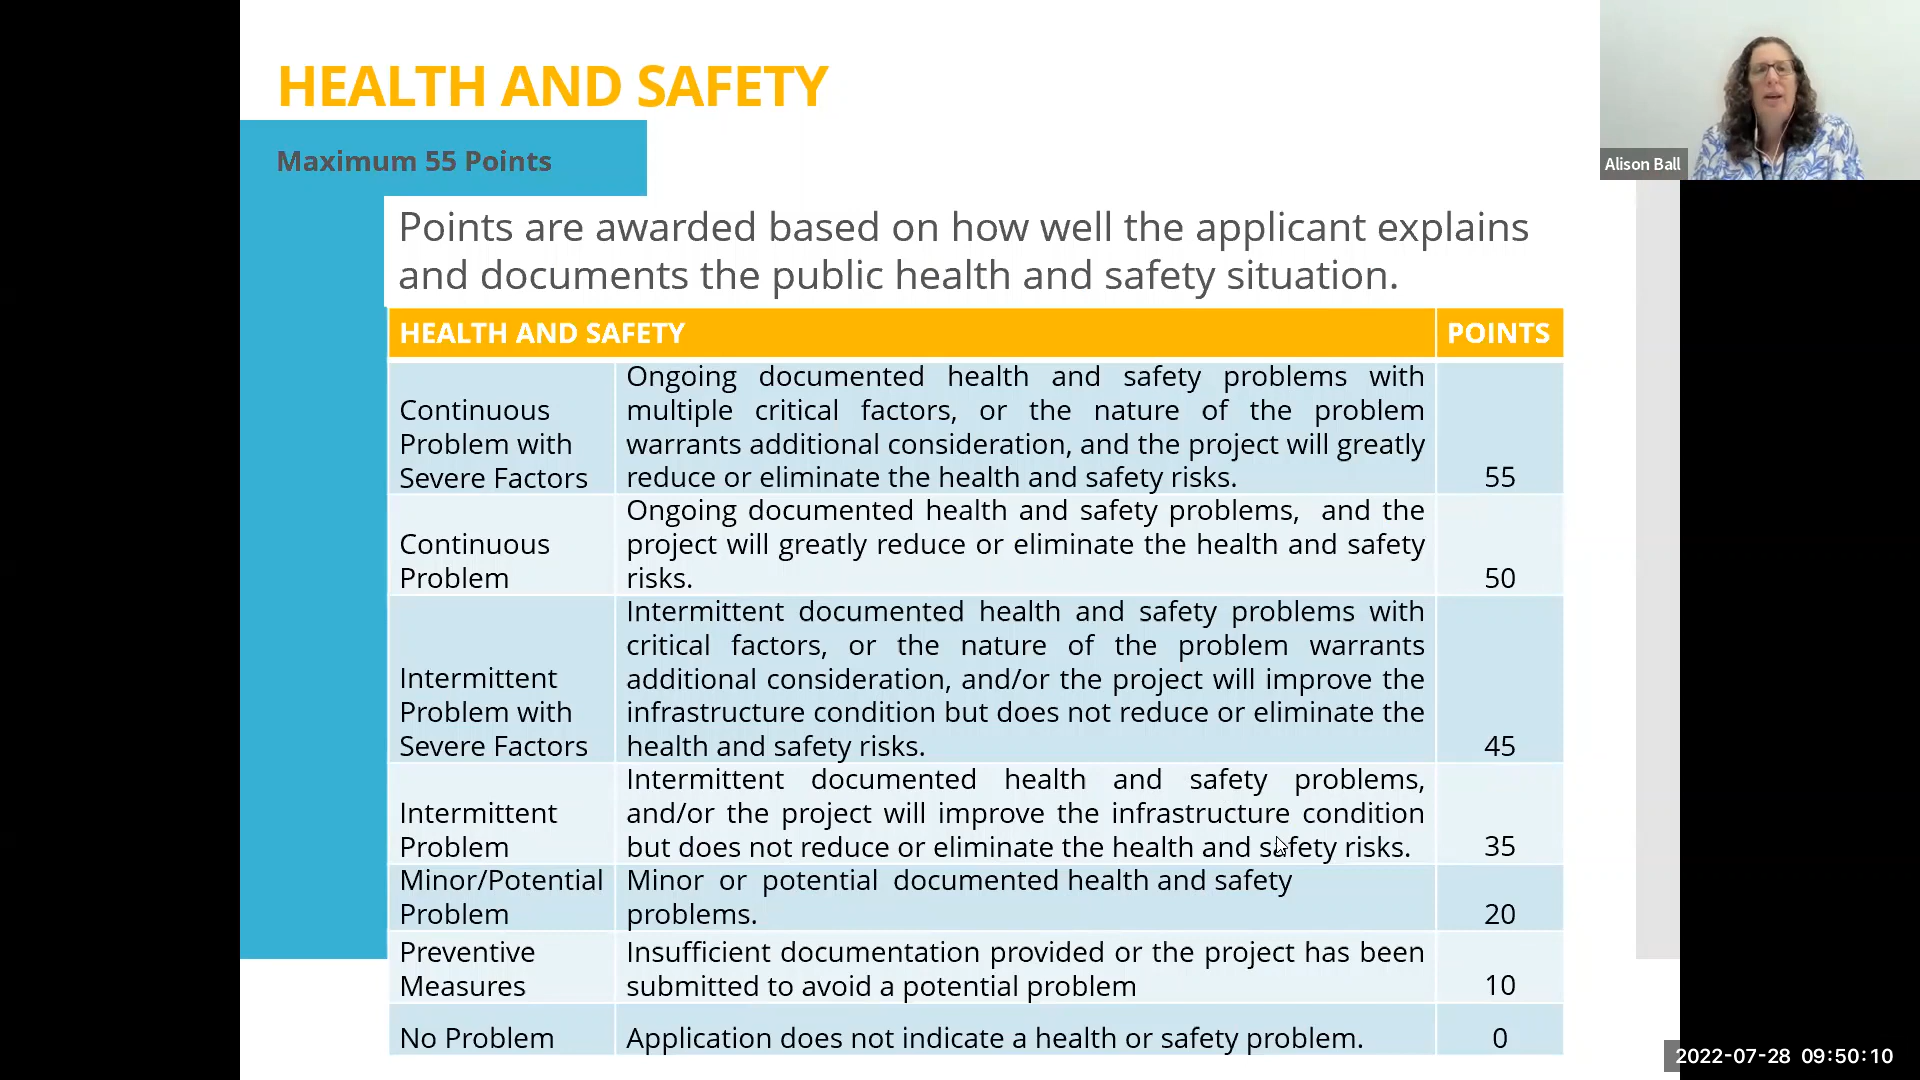 HEALTH AND SAFETY
Maximum 55 Points
Alison Ball
Points are awarded based on how well the applicant explains
and documents the public health and safety situation.
HEALTH AND SAFETY POINTS
Continuous
Problem with
Severe Factors
Ongoing documented health and safety problems with
multiple critical factors, or the nature of the problem
warrants additional consideration, and the project will greatly
reduce or eliminate the health and safety risks.
55
Continuous
Problem
Ongoing documented health and safety problems, and the
project will greatly reduce or eliminate the health and safety
risks.
50
Intermittent
Problem with
Severe Factors
Intermittent documented health and safety problems with
critical factors, or the nature of the problem warrants
additional consideration, and/or the project will improve the
infrastructure condition but does not reduce or eliminate the
health and safety risks.
45
Intermittent
Problem
Intermittent documented health and safety problems,
and/or the project will improve the infrastructure condition
but does not reduce or eliminate the health and safety risks.
35
Minor/Potential
Problem
Minor or potential documented health and safety
problems.
20
Preventive
Measures
Insufficient documentation provided or the project has been
submitted to avoid a potential problem
10
No Problem
Application does not indicate a health or safety problem.
0
2022-07-28 09:50:10